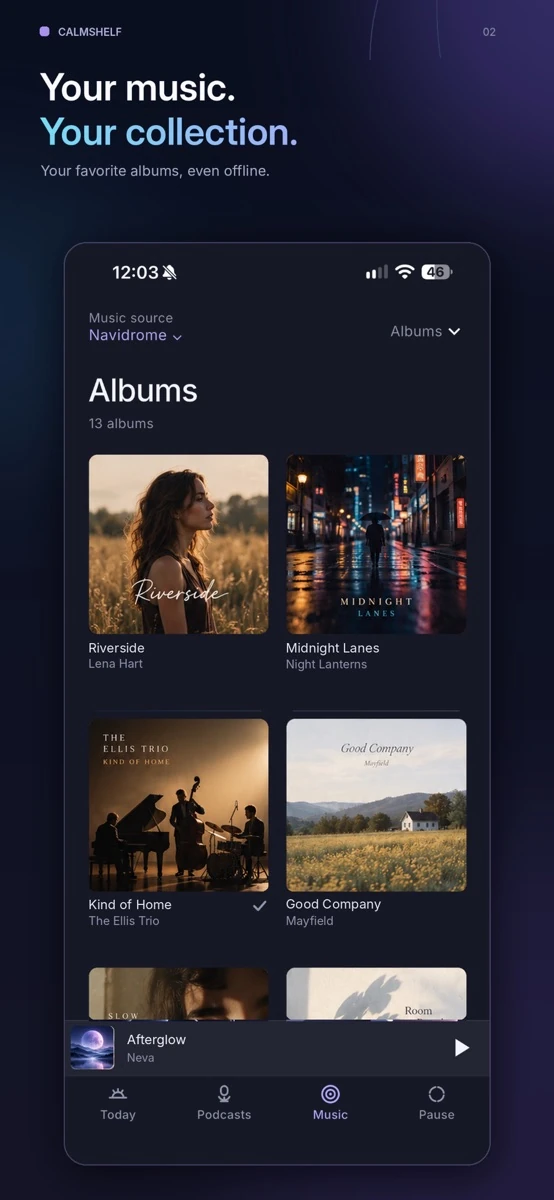 CALMSHELF
02
Your music.
Your collection.
Your favorite albums, even offline.
12:03
46
Music source
Navidrome
Albums
Albums
13 albums
Riverside
MIDNIGHT
LANES
Riverside
Lena Hart
Midnight Lanes
Night Lanterns
THE
ELLIS TRIO
KIND OF HOME
Good Company
Mayfield
Kind of Home
The Ellis Trio
Good Company
Mayfield
SLOW
Room
Afterglow
Neva
Today
Podcasts
Music
Pause